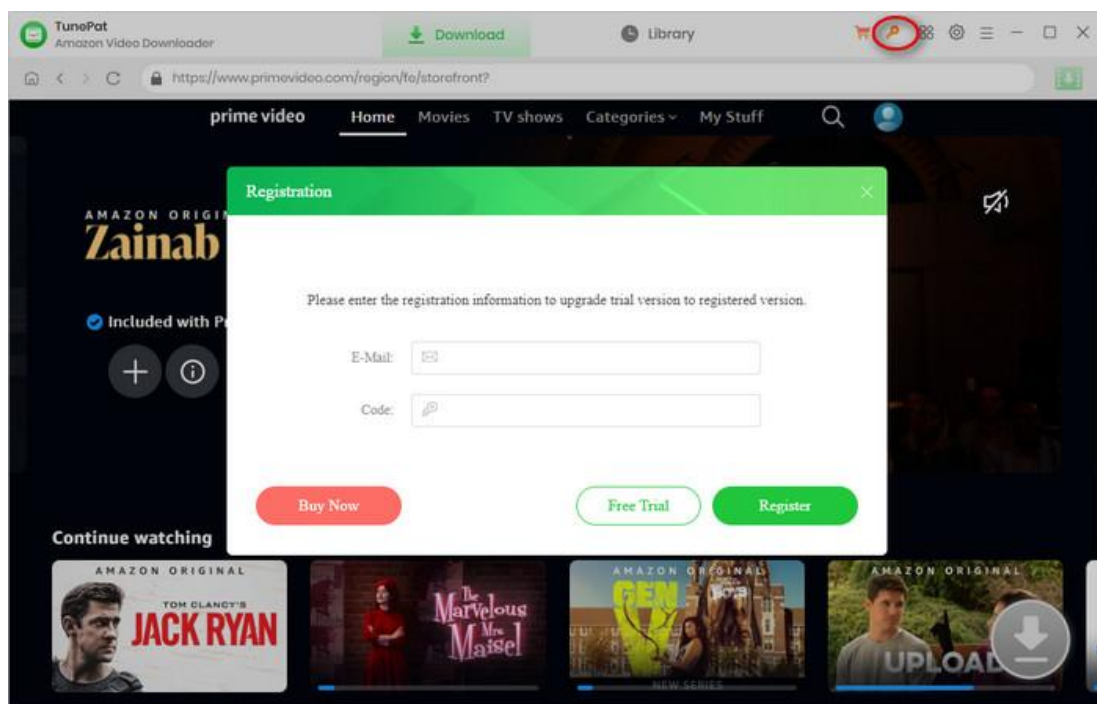 TunePat
Amazon Video Downloader
Download
Library
https://www.primevideo.com/region/fe/storefront?
prime video Home Movies TV shows Categories My Stuff
Registration
AMAZON ORIGI
Zainab
Please enter the registration information to upgrade trial version to registered version.
Included with P
E-Mail:
Code:
Buy Now
Free Trial
Register
Continue watching
AMAZON ORIGINAL
TOM CLANCY'S
JACK RYAN
The
Marvelous
Mrs.
Maisel
AMAZON ORIGINAL
GEN V
THE BOYS
NEW SERIES
AMAZON ORIGINAL
UPLOAD